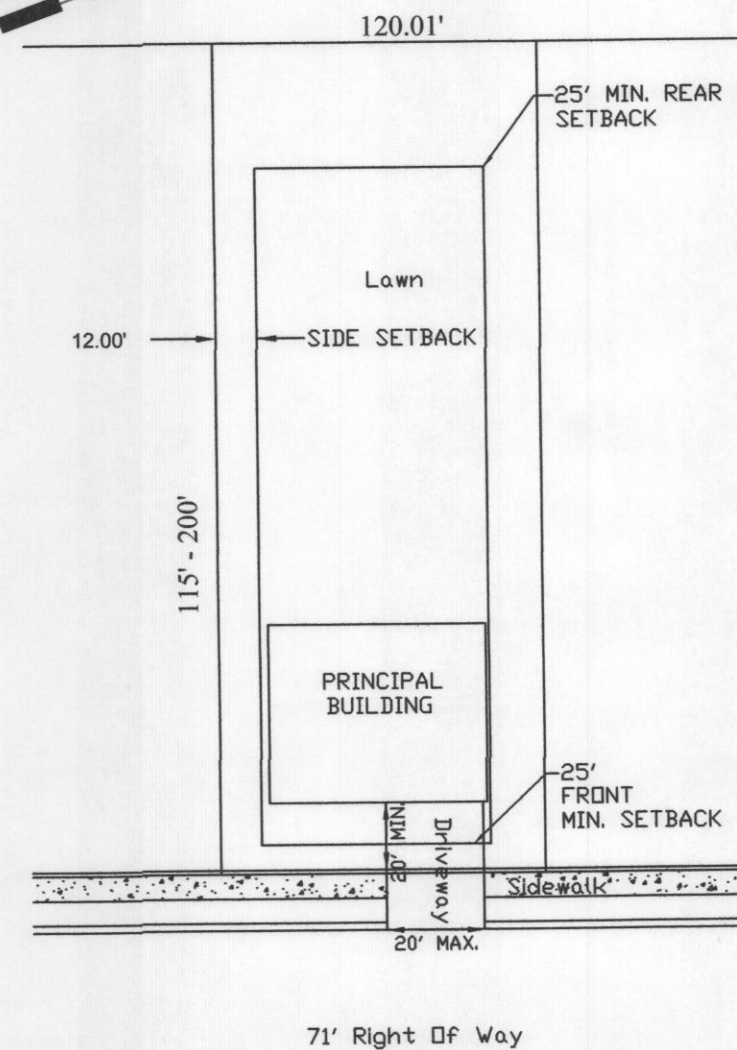 120.01'
25' MIN. REAR
SETBACK
Lawn
12.00'
SIDE SETBACK
115' - 200'
PRINCIPAL
BUILDING
25'
FRONT
MIN. SETBACK
20' MIN.
Driveway
Sidewalk
20' MAX.
71' Right Of Way